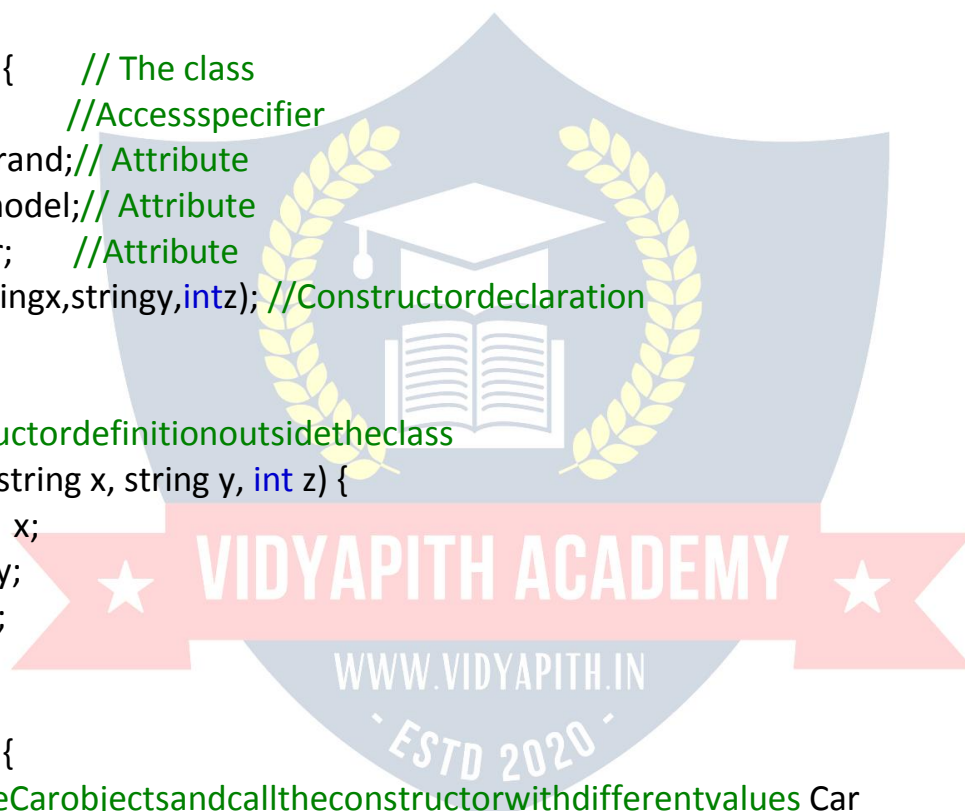 { // The class
//Accessspecifier
rand;// Attribute
nodel;// Attribute
r; //Attribute
ingx,stringy,intz); //Constructordeclaration
uctordefinitionoutsidetheclass
string x, string y, int z) {
x;
y;
;
VIDYAPITH ACADEMY
WWW.VIDYAPITH.IN
- ESTD 2020 -
{
eCarobjectsandcalltheconstructorwithdifferentvalues Car